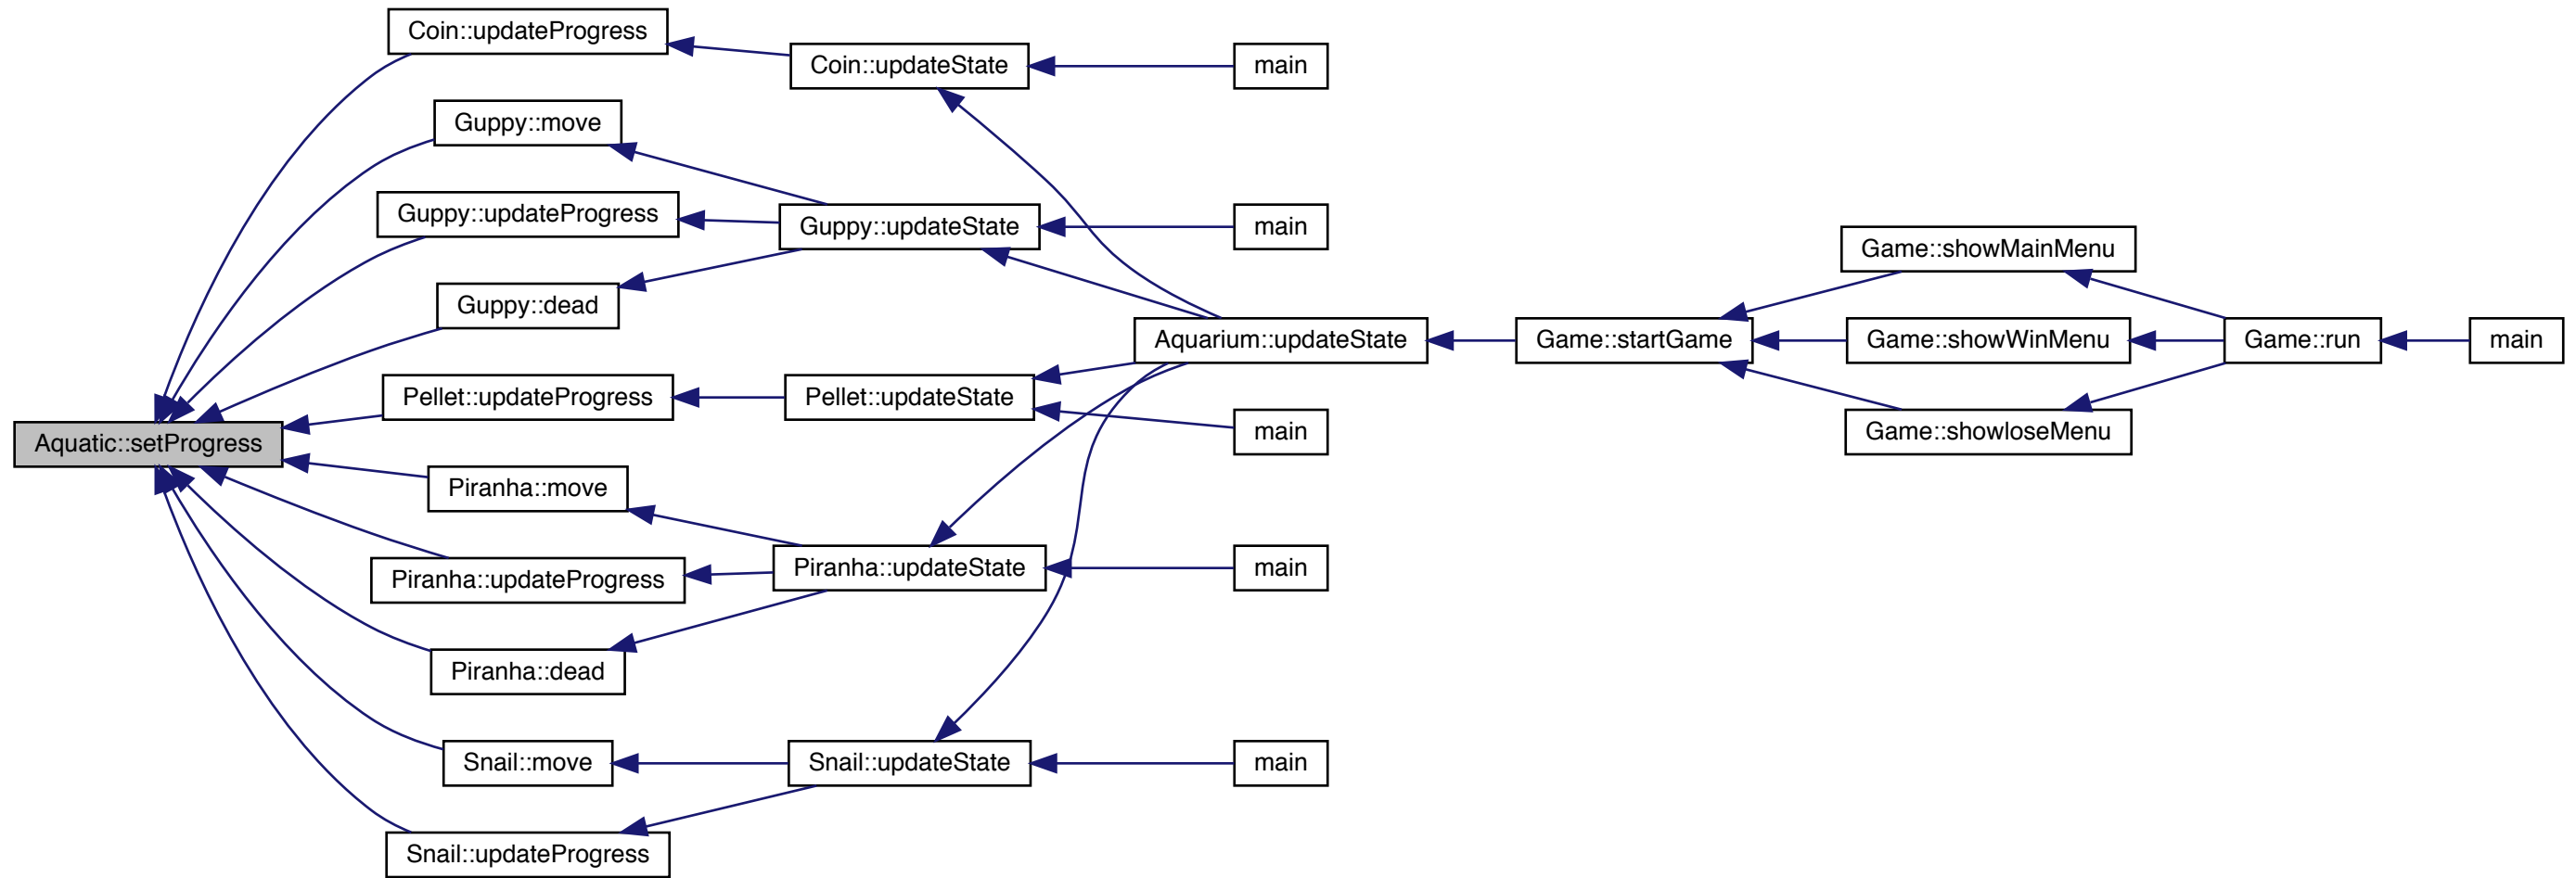 Coin::updateProgress
Coin::updateState
main
Guppy::move
Guppy::updateProgress
Guppy::updateState
main
Guppy::dead
Game::showMainMenu
Aquarium::updateState
Game::startGame
Game::showWinMenu
Game::run
main
Pellet::updateProgress
Pellet::updateState
main
Game::showloseMenu
Aquatic::setProgress
Piranha::move
Piranha::updateProgress
Piranha::updateState
main
Piranha::dead
Snail::move
Snail::updateState
main
Snail::updateProgress